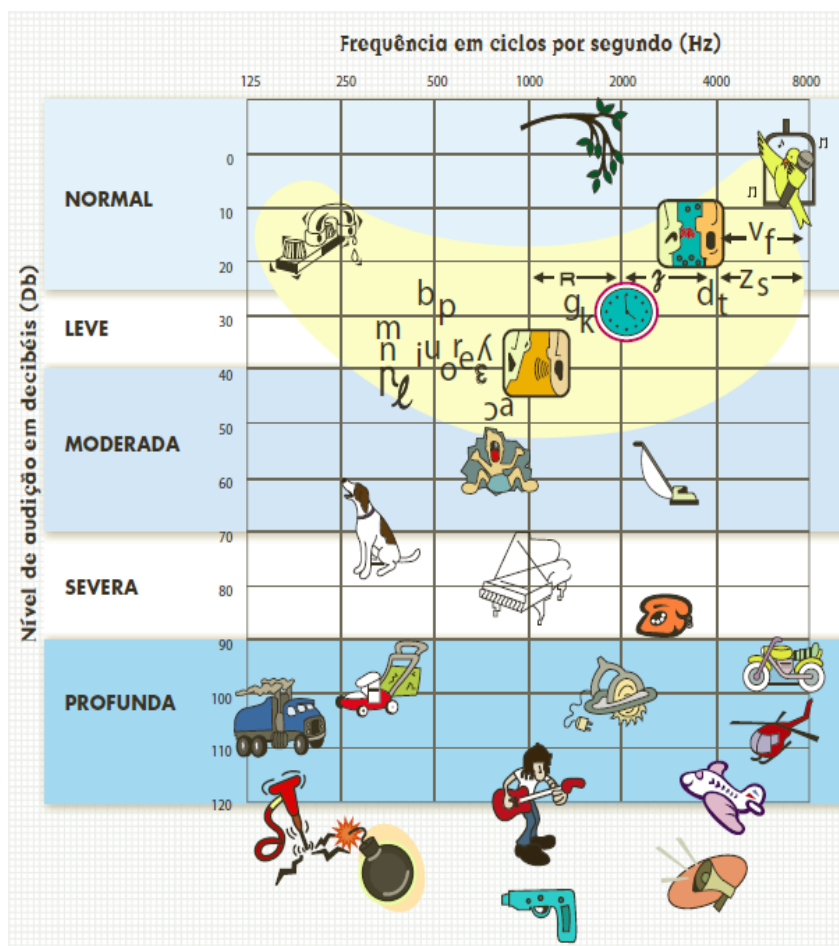 Frequência em ciclos por segundo (Hz)
125 250 500 1000 2000 4000 8000
Nível de audição em decibéis (Db)
0
NORMAL
10
V f
20
R z d t z s
b p g k
LEVE
30
m
n i u r e ʎ
40
n o ɛ
ℓ
ɔ a
50
MODERADA
60
70
SEVERA
80
90
PROFUNDA
100
110
120